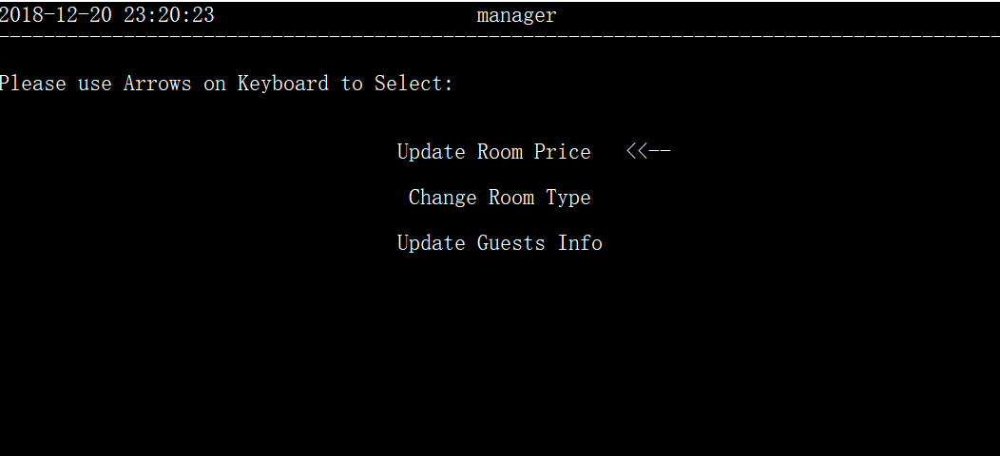 2018-12-20 23:20:23 manager
----------------------------------------------------------------------------------------
Please use Arrows on Keyboard to Select:
Update Room Price <<--
Change Room Type
Update Guests Info